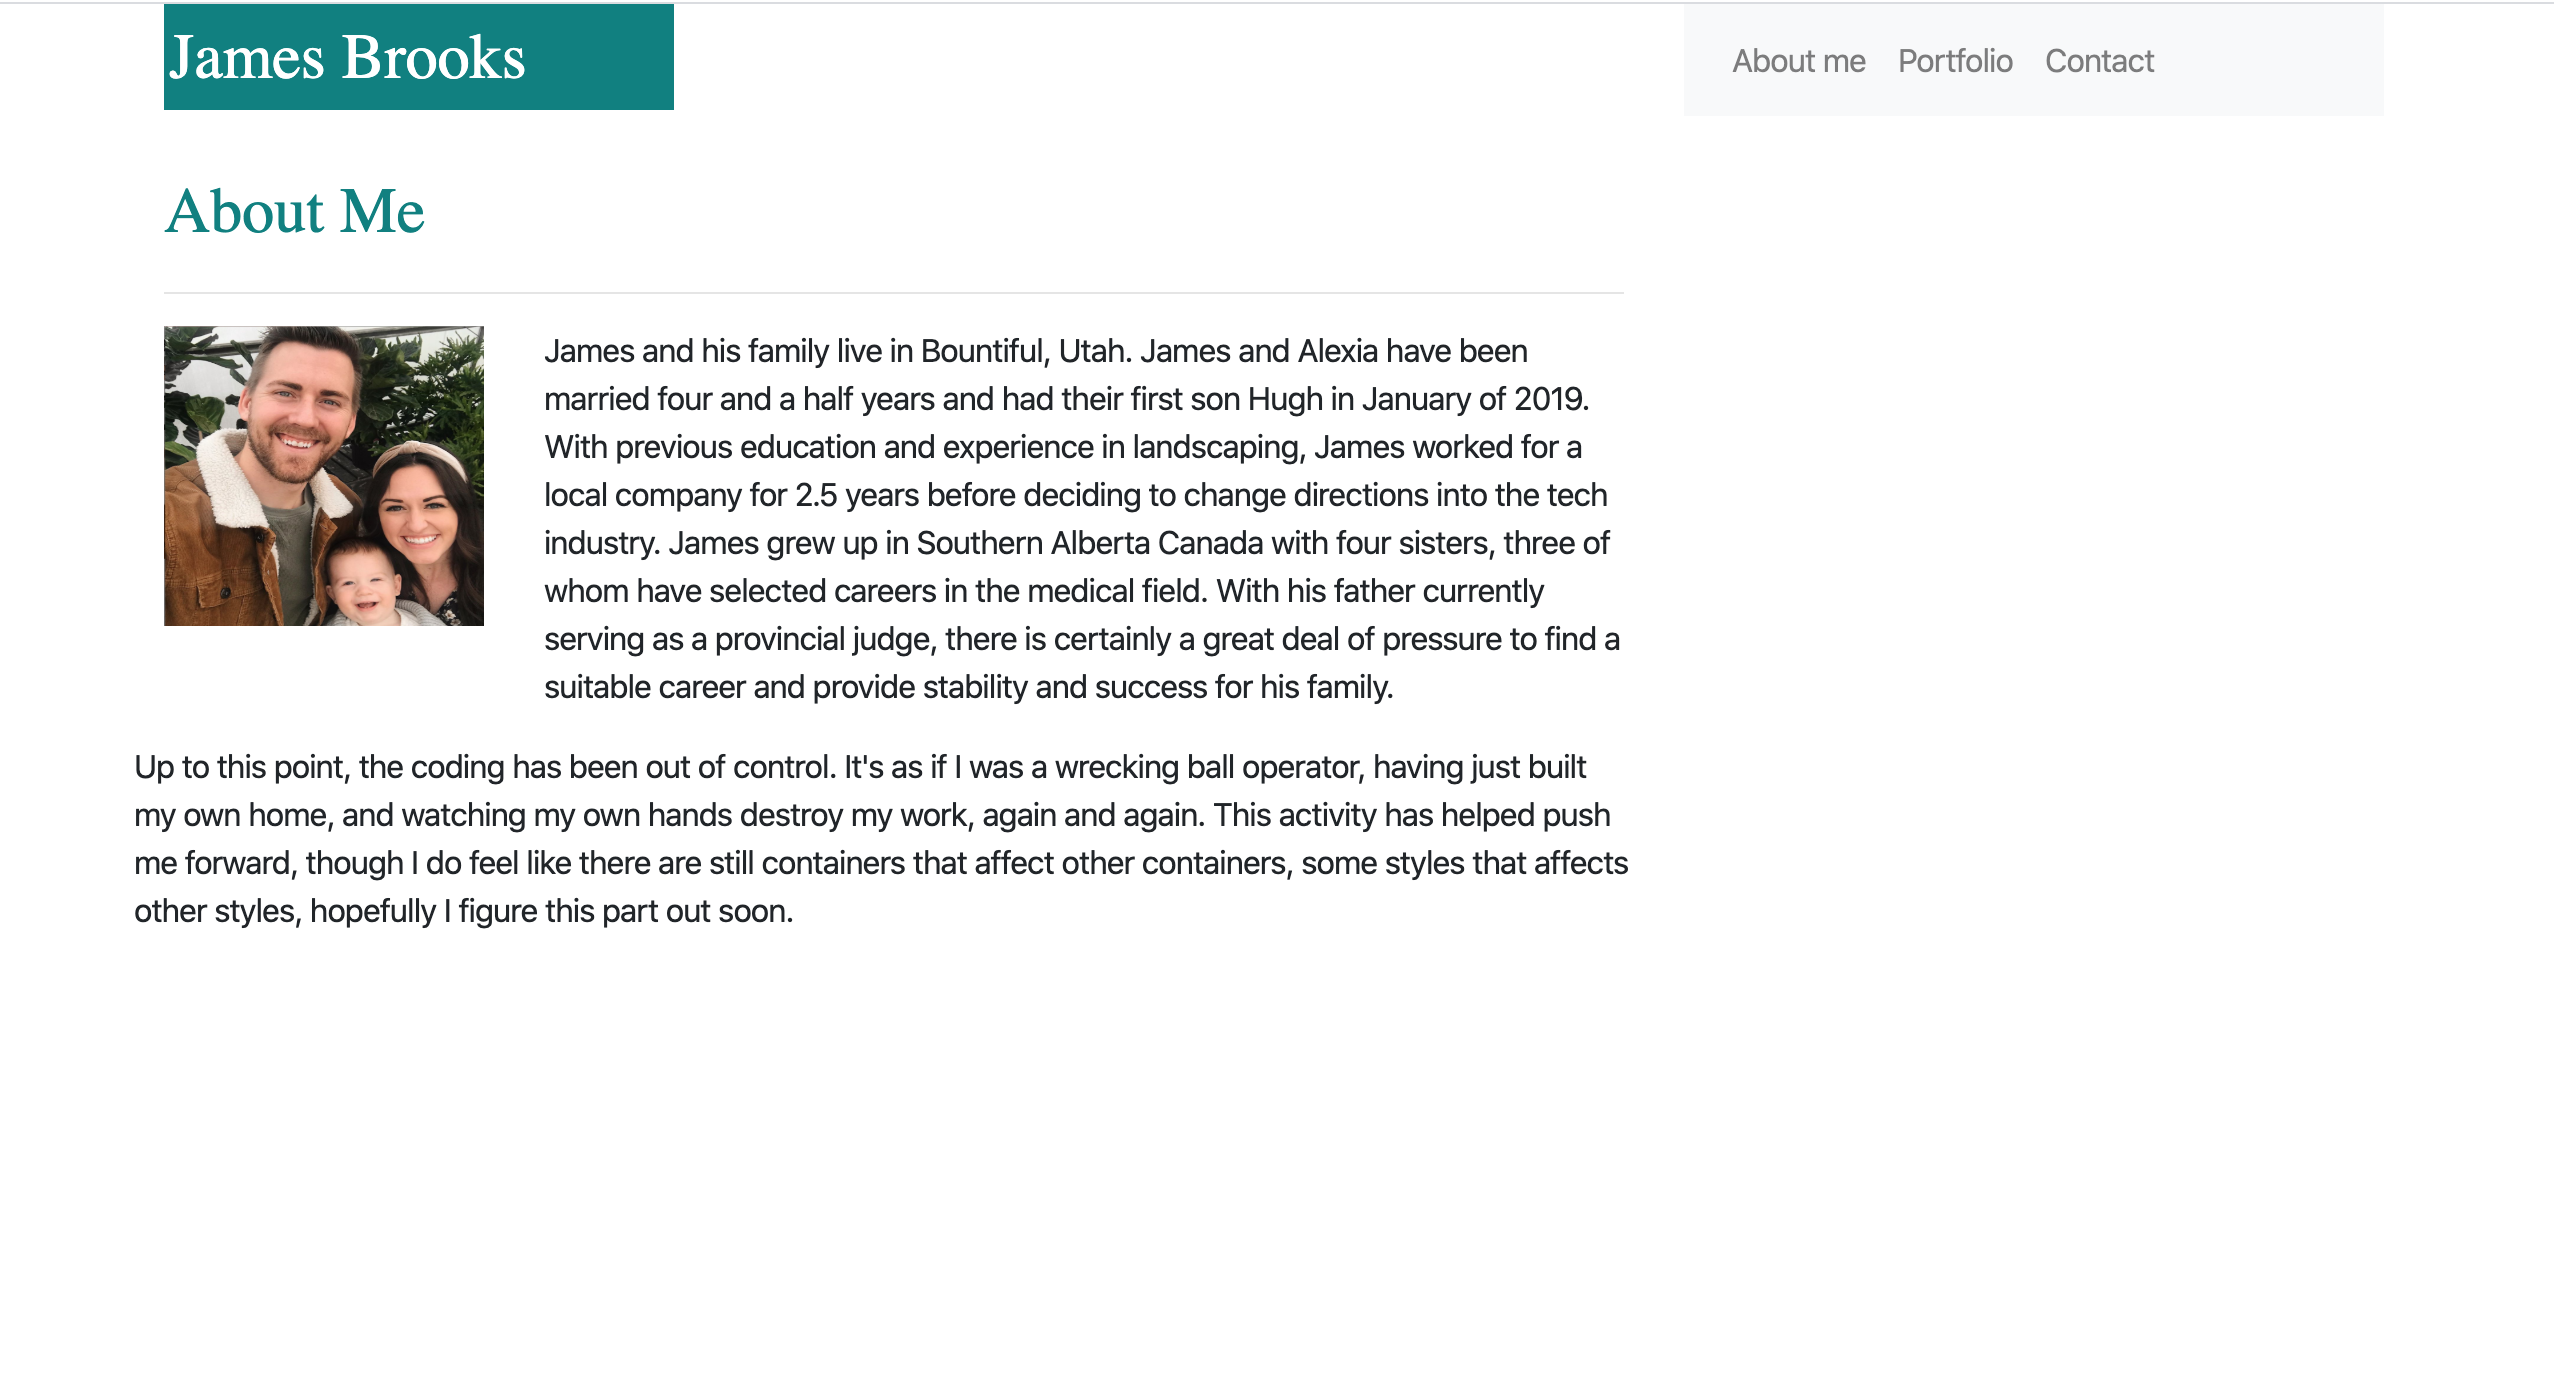 James Brooks
About me Portfolio Contact
About Me
James and his family live in Bountiful, Utah. James and Alexia have been
married four and a half years and had their first son Hugh in January of 2019.
With previous education and experience in landscaping, James worked for a
local company for 2.5 years before deciding to change directions into the tech
industry. James grew up in Southern Alberta Canada with four sisters, three of
whom have selected careers in the medical field. With his father currently
serving as a provincial judge, there is certainly a great deal of pressure to find a
suitable career and provide stability and success for his family.
Up to this point, the coding has been out of control. It's as if I was a wrecking ball operator, having just built
my own home, and watching my own hands destroy my work, again and again. This activity has helped push
me forward, though I do feel like there are still containers that affect other containers, some styles that affects
other styles, hopefully I figure this part out soon.